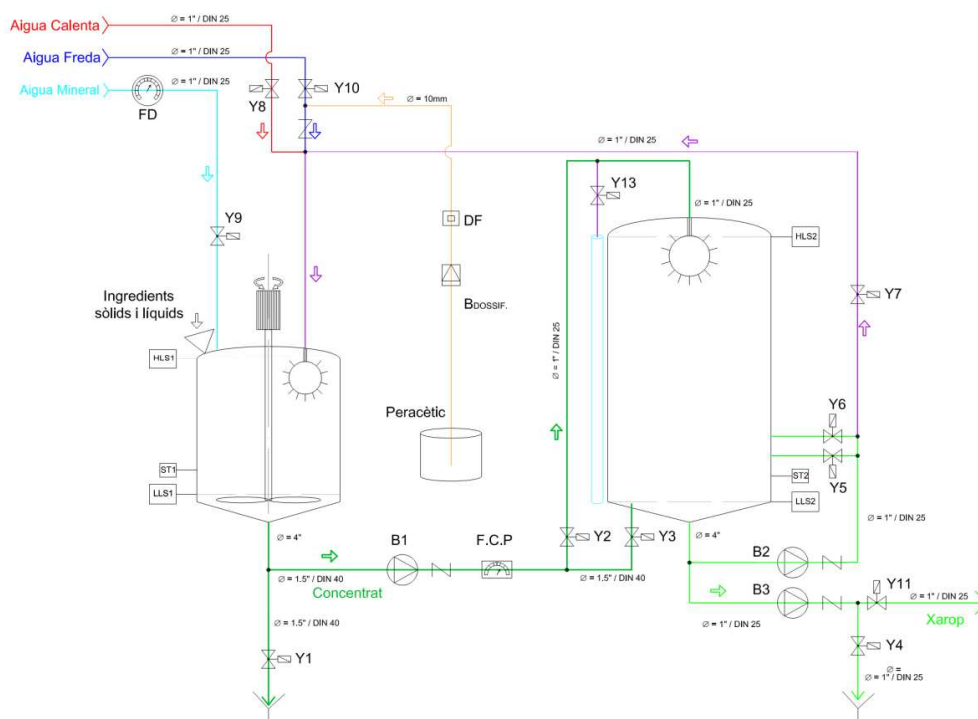 Aigua Calenta
Ø = 1" / DIN 25
Aigua Freda
Ø = 1" / DIN 25
Aigua Mineral
Ø = 1" / DIN 25
FD
Y8
Y10
Ø = 10mm
Ø = 1" / DIN 25
Y13
Ø = 1" / DIN 25
Y9
DF
HLS2
BDOSSIF.
Y7
Ingredients
sòlids i líquids
HLS1
Ø = 1" / DIN 25
Peracètic
Y6
Y5
ST1
LLS1
ST2
LLS2
Ø = 4"
B1
F.C.P
Y2
Y3
Ø = 4"
Ø = 1" / DIN 25
B2
Ø = 1.5" / DIN 40
Concentrat
Ø = 1.5" / DIN 40
B3
Y11
Ø = 1" / DIN 25
Xarop
Ø = 1.5" / DIN 40
Ø = 1" / DIN 25
Y1
Y4
Ø =
Ø = 1" / DIN 25